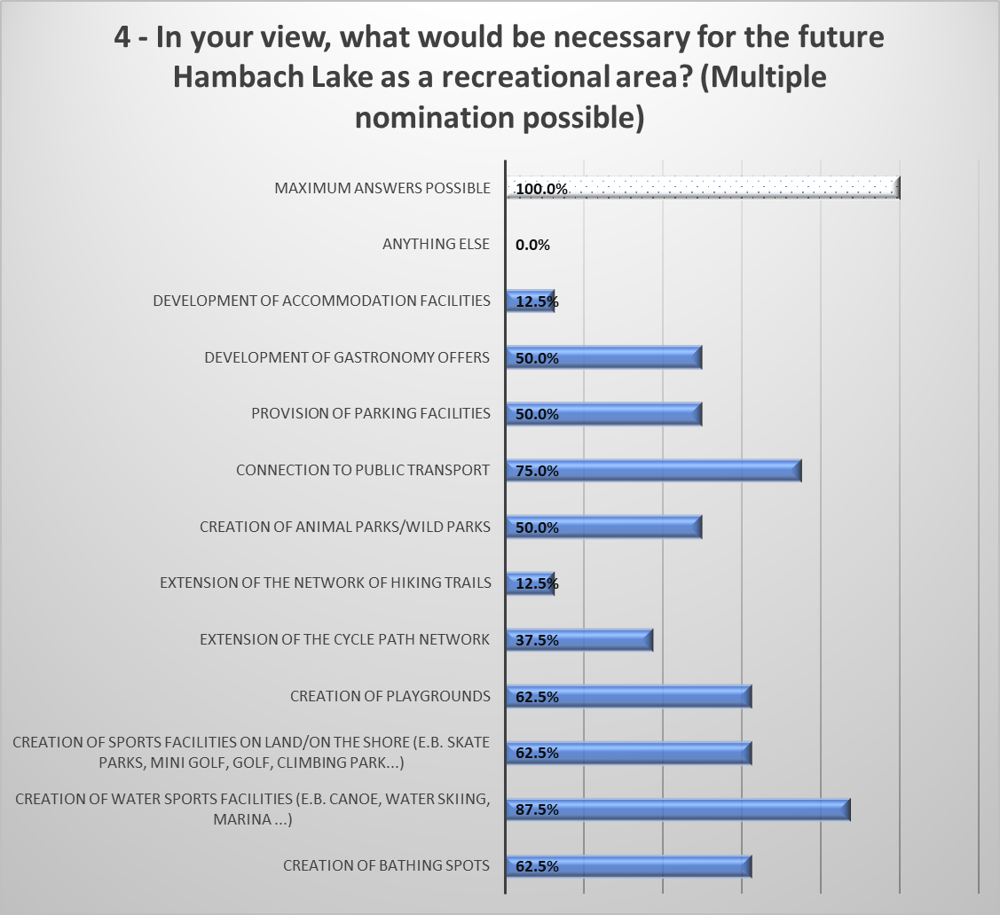 4 - In your view, what would be necessary for the future
Hambach Lake as a recreational area? (Multiple
nomination possible)
MAXIMUM ANSWERS POSSIBLE 100.0%
ANYTHING ELSE 0.0%
DEVELOPMENT OF ACCOMMODATION FACILITIES 12.5%
DEVELOPMENT OF GASTRONOMY OFFERS 50.0%
PROVISION OF PARKING FACILITIES 50.0%
CONNECTION TO PUBLIC TRANSPORT 75.0%
CREATION OF ANIMAL PARKS/WILD PARKS 50.0%
EXTENSION OF THE NETWORK OF HIKING TRAILS 12.5%
EXTENSION OF THE CYCLE PATH NETWORK 37.5%
CREATION OF PLAYGROUNDS 62.5%
CREATION OF SPORTS FACILITIES ON LAND/ON THE SHORE (E.B. SKATE
PARKS, MINI GOLF, GOLF, CLIMBING PARK...) 62.5%
CREATION OF WATER SPORTS FACILITIES (E.B. CANOE, WATER SKIING,
MARINA ...) 87.5%
CREATION OF BATHING SPOTS 62.5%